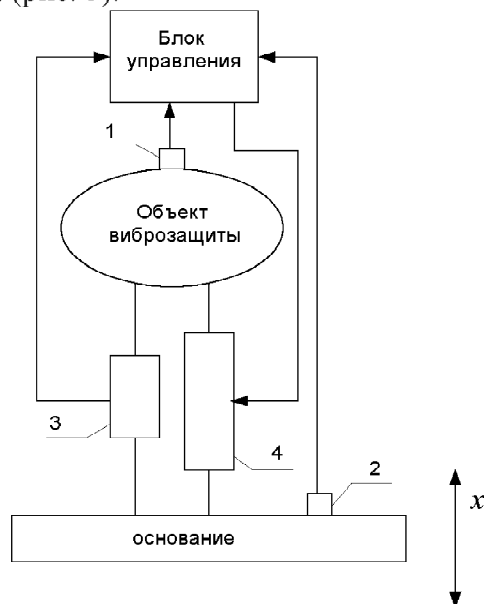 Блок
управления
1
Объект
виброзащиты
3
4
2
x
основание